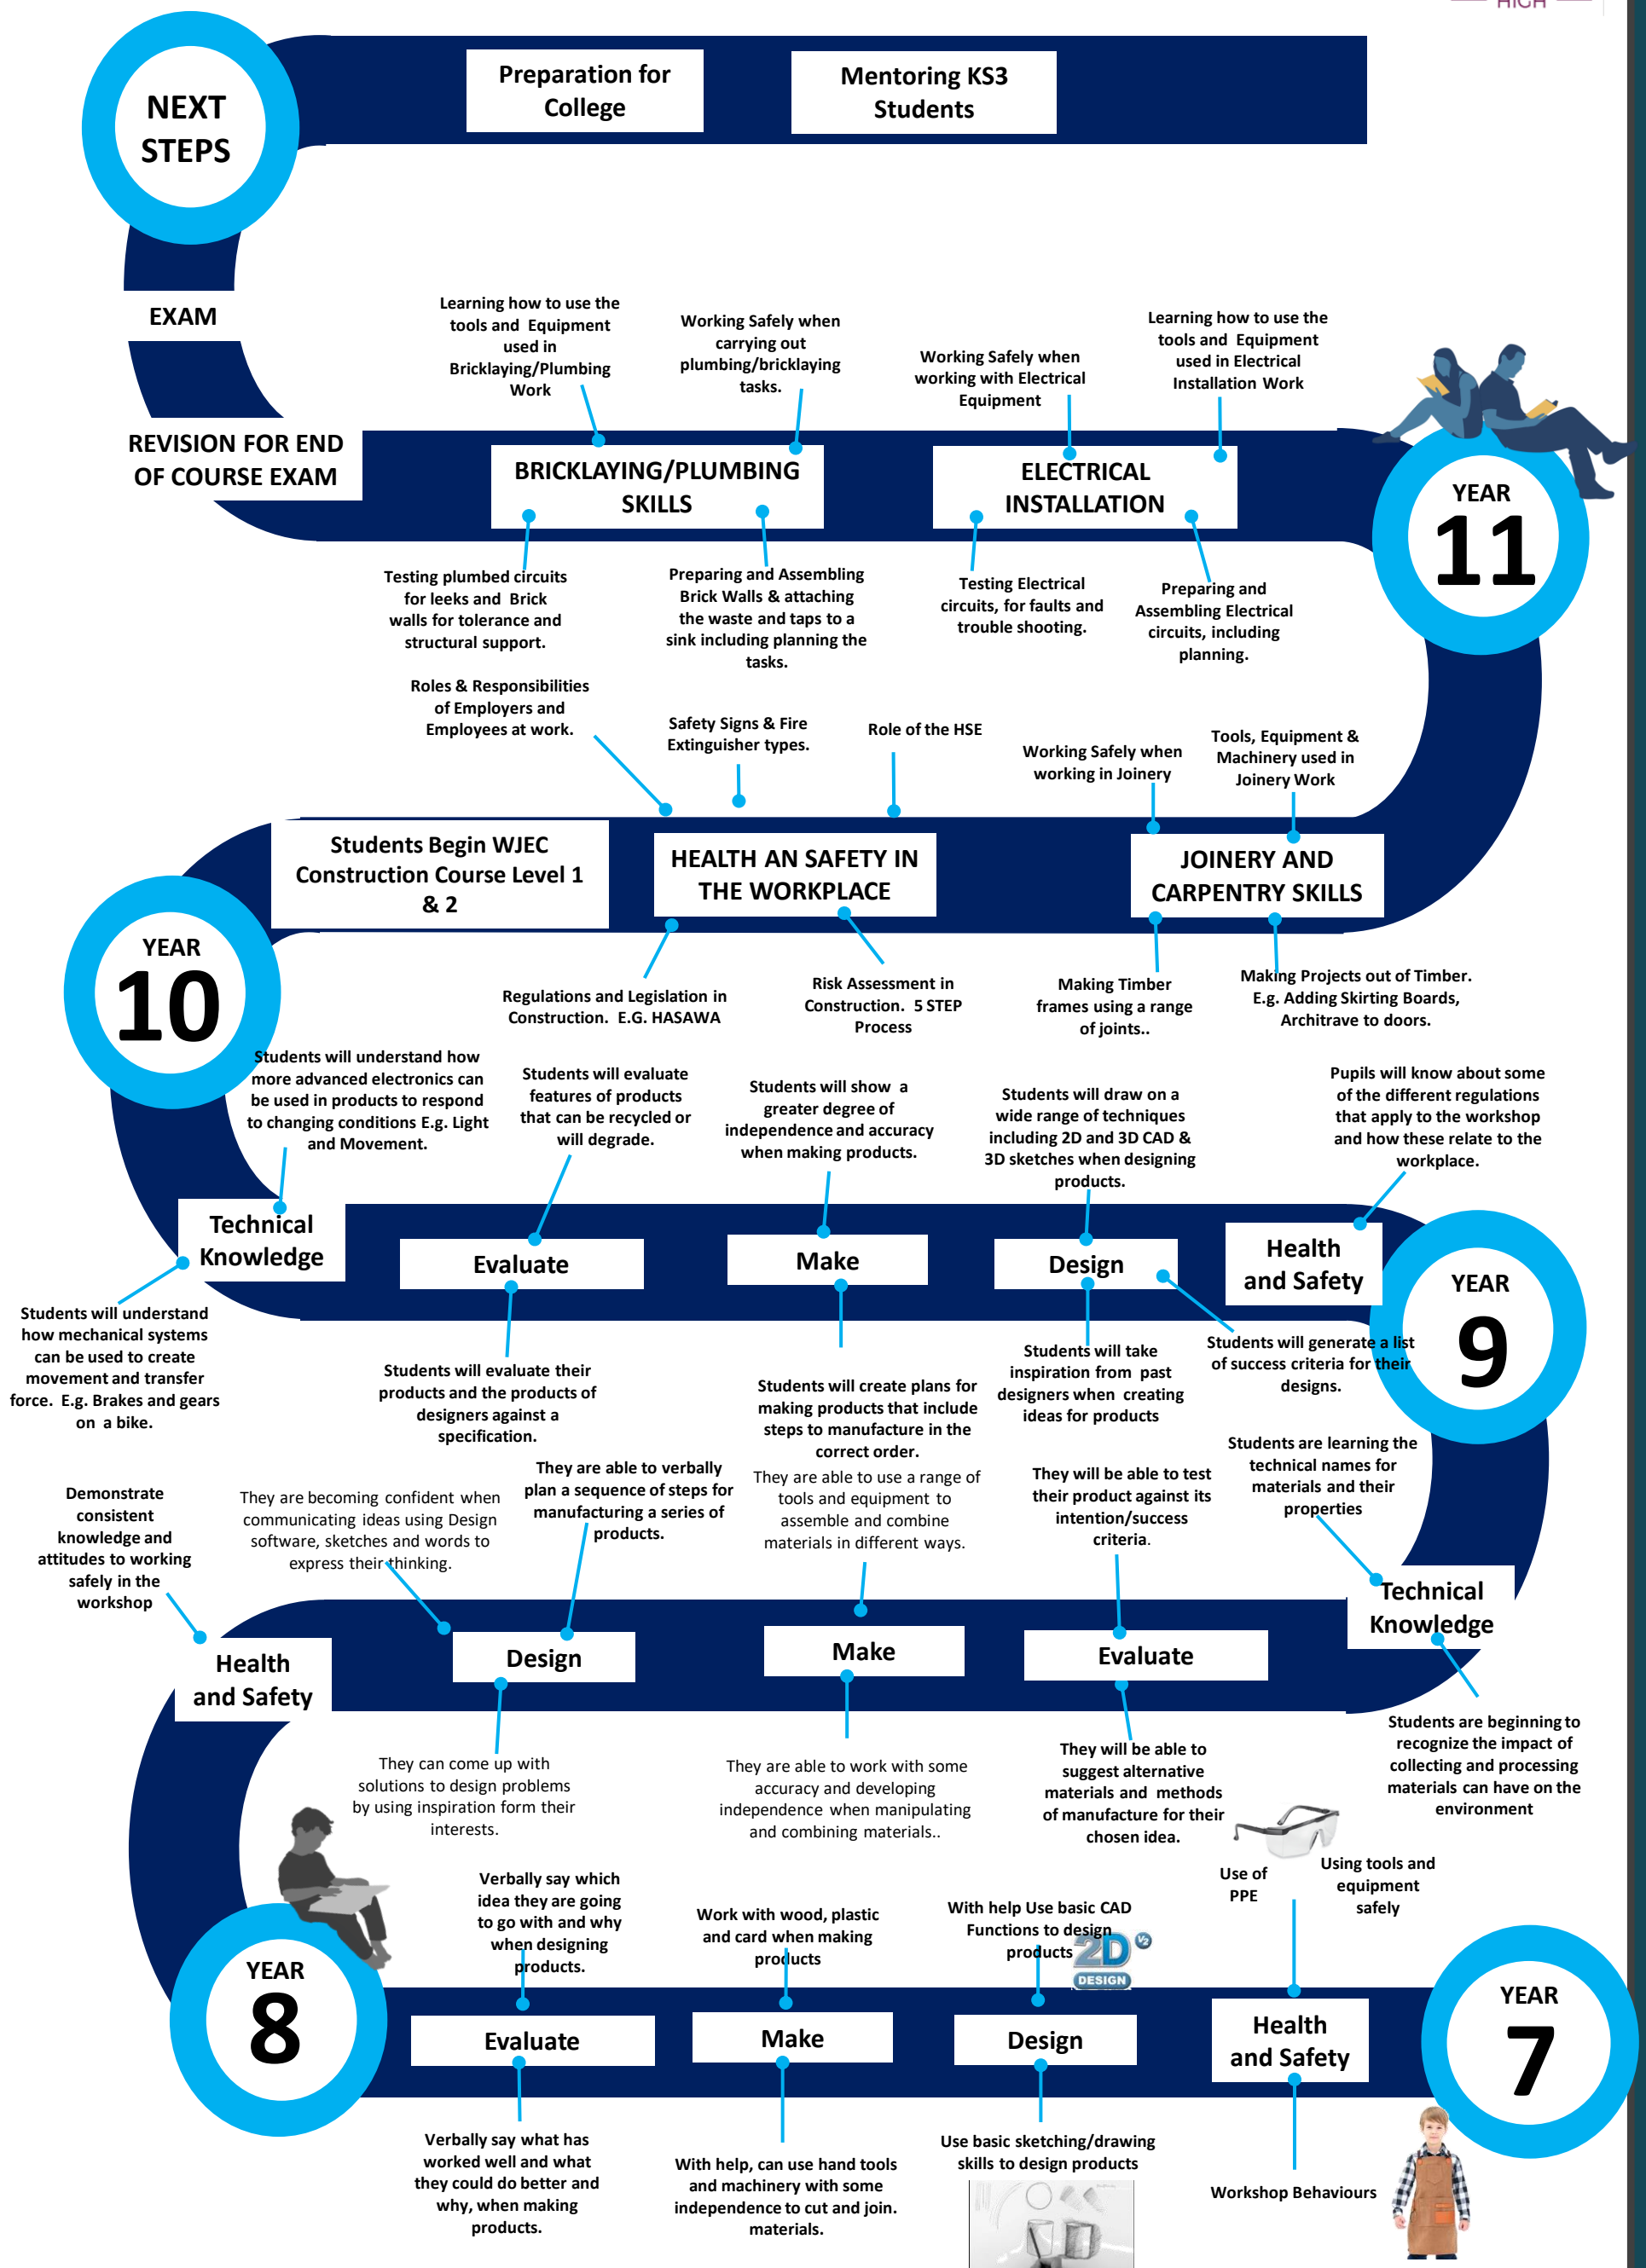 HIGH
NEXT
STEPS
Preparation for
College
Mentoring KS3
Students
EXAM
Learning how to use the
tools and Equipment
used in
Bricklaying/Plumbing
Work
Working Safely when
carrying out
plumbing/bricklaying
tasks.
Working Safely when
working with Electrical
Equipment
Learning how to use the
tools and Equipment
used in Electrical
Installation Work
REVISION FOR END
OF COURSE EXAM
BRICKLAYING/PLUMBING
SKILLS
ELECTRICAL
INSTALLATION
YEAR
11
Testing plumbed circuits
for leeks and Brick
walls for tolerance and
structural support.
Preparing and Assembling
Brick Walls & attaching
the waste and taps to a
sink including planning the
tasks.
Testing Electrical
circuits, for faults and
trouble shooting.
Preparing and
Assembling Electrical
circuits, including
planning.
Roles & Responsibilities
of Employers and
Employees at work.
Safety Signs & Fire
Extinguisher types.
Role of the HSE
Working Safely when
working in Joinery
Tools, Equipment &
Machinery used in
Joinery Work
Students Begin WJEC
Construction Course Level 1
& 2
HEALTH AN SAFETY IN
THE WORKPLACE
JOINERY AND
CARPENTRY SKILLS
YEAR
10
Regulations and Legislation in
Construction. E.G. HASAWA
Risk Assessment in
Construction. 5 STEP
Process
Making Timber
frames using a range
of joints..
Making Projects out of Timber.
E.g. Adding Skirting Boards,
Architrave to doors.
Students will understand how
more advanced electronics can
be used in products to respond
to changing conditions E.g. Light
and Movement.
Students will evaluate
features of products
that can be recycled or
will degrade.
Students will show a
greater degree of
independence and accuracy
when making products.
Students will draw on a
wide range of techniques
including 2D and 3D CAD &
3D sketches when designing
products.
Pupils will know about some
of the different regulations
that apply to the workshop
and how these relate to the
workplace.
Technical
Knowledge
Evaluate
Make
Design
Health
and Safety
YEAR
9
Students will understand
how mechanical systems
can be used to create
movement and transfer
force. E.g. Brakes and gears
on a bike.
Students will evaluate their
products and the products of
designers against a
specification.
Students will create plans for
making products that include
steps to manufacture in the
correct order.
Students will take
inspiration from past
designers when creating
ideas for products
Students will generate a list
of success criteria for their
designs.
Demonstrate
consistent
knowledge and
attitudes to working
safely in the
workshop
They are becoming confident when
communicating ideas using Design
software, sketches and words to
express their thinking.
They are able to verbally
plan a sequence of steps for
manufacturing a series of
products.
They are able to use a range of
tools and equipment to
assemble and combine
materials in different ways.
They will be able to test
their product against its
intention/success
criteria.
Students are learning the
technical names for
materials and their
properties
Health
and Safety
Design
Make
Evaluate
Technical
Knowledge
They can come up with
solutions to design problems
by using inspiration form their
interests.
They are able to work with some
accuracy and developing
independence when manipulating
and combining materials..
They will be able to
suggest alternative
materials and methods
of manufacture for their
chosen idea.
Students are beginning to
recognize the impact of
collecting and processing
materials can have on the
environment
YEAR
8
Verbally say which
idea they are going
to go with and why
when designing
products.
Work with wood, plastic
and card when making
products
With help Use basic CAD
Functions to design
products
2D V2
DESIGN
Use of
PPE
Using tools and
equipment
safely
Evaluate
Make
Design
Health
and Safety
YEAR
7
Verbally say what has
worked well and what
they could do better and
why, when making
products.
With help, can use hand tools
and machinery with some
independence to cut and join.
materials.
Use basic sketching/drawing
skills to design products
Workshop Behaviours